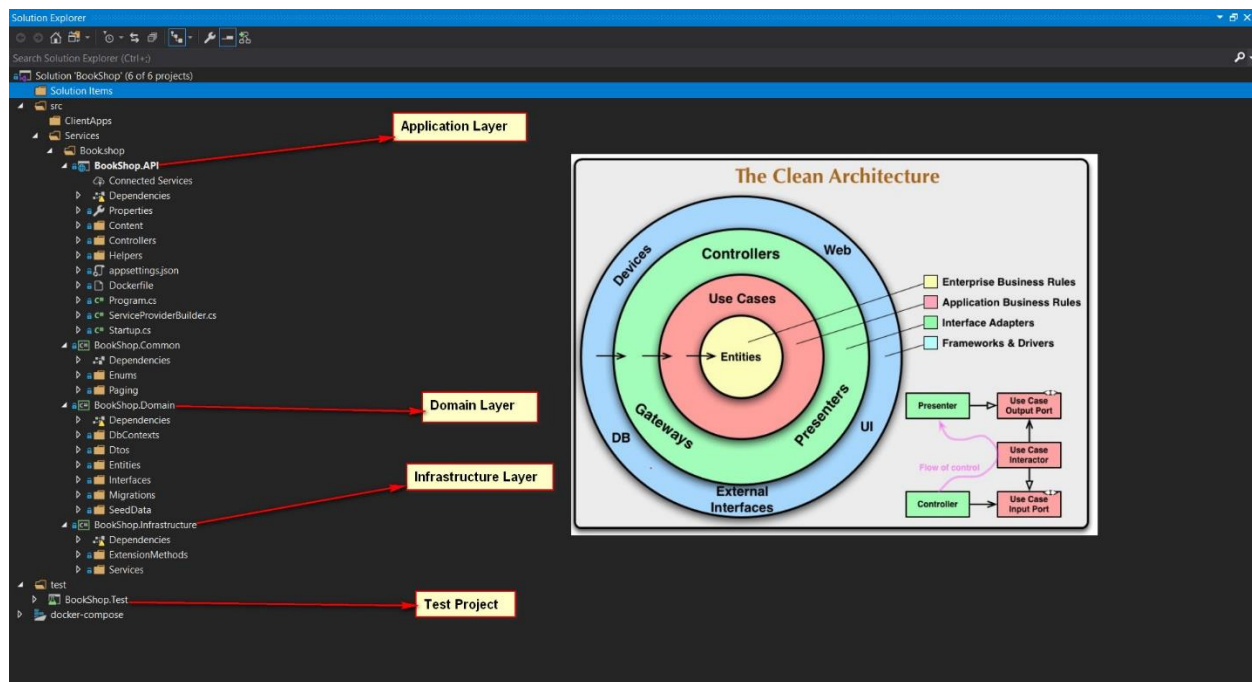 Solution Explorer
Search Solution Explorer (Ctrl+;)
Solution 'BookShop' (6 of 6 projects)
Solution Items
src
ClientApps
Services
Book.shop
BookShop.API
Connected Services
Dependencies
Properties
Content
Controllers
Helpers
appsettings.json
Dockerfile
C# Program.cs
C# ServiceProviderBuilder.cs
C# Startup.cs
C# BookShop.Common
Dependencies
Enums
Paging
C# BookShop.Domain
Dependencies
DbContexts
Dtos
Entities
Interfaces
Migrations
SeedData
C# BookShop.Infrastructure
Dependencies
ExtensionMethods
Services
test
BookShop.Test
docker-compose
Application Layer
Domain Layer
Infrastructure Layer
Test Project
The Clean Architecture
Devices
Web
Controllers
Use Cases
Entities
Gateways
Presenters
DB
UI
External
Interfaces
Enterprise Business Rules
Application Business Rules
Interface Adapters
Frameworks & Drivers
Presenter
Use Case
Output Port
Flow of control
Use Case
Interactor
Controller
Use Case
Input Port